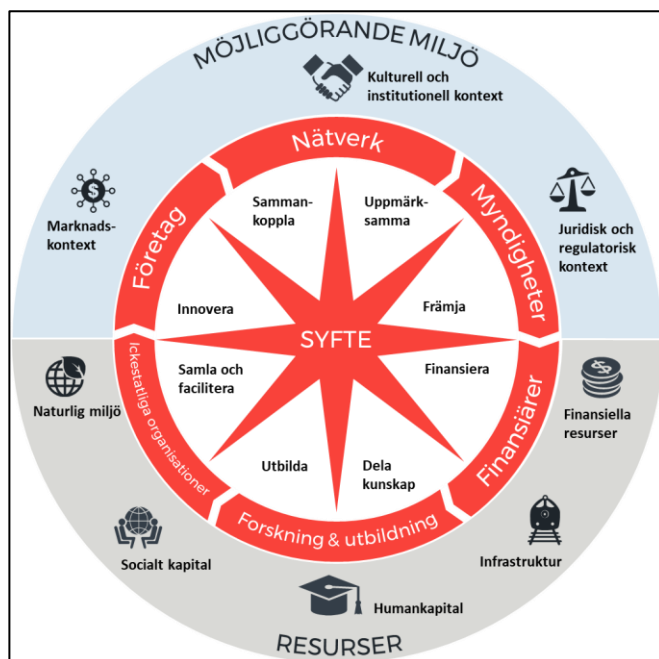 MÖJLIGGÖRANDE MILJÖ
Kulturell och
institutionell kontext
Marknads-
kontext
Juridisk och
regulatorisk
kontext
Nätverk
Företag
Myndigheter
Samman-
koppla
Uppmärk-
samma
Innovera
Främja
SYFTE
Samla och
facilitera
Finansiera
Utbilda
Dela
kunskap
Ickestatliga organisationer
Finansiärer
Forskning & utbildning
Naturlig miljö
Finansiella
resurser
Socialt kapital
Infrastruktur
Humankapital
RESURSER